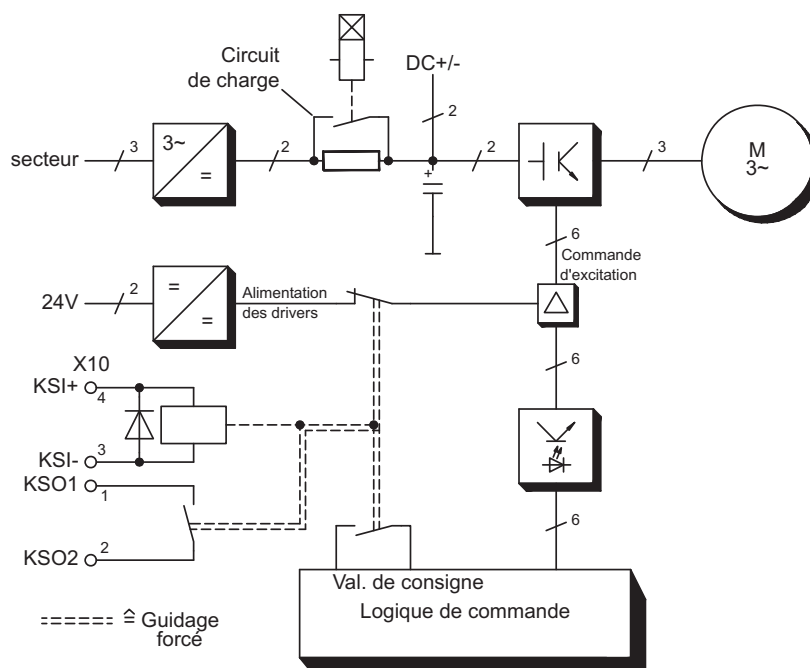 Circuit
de charge
DC+/-
2
secteur
3
3~
=
2
2
3
M
3~
+
6
Commande
d'excitation
24V
2
=
=
Alimentation
des drivers
6
X10
KSI+
4
KSI-
3
KSO1
1
KSO2
2
6
Val. de consigne
Logique de commande
≙ Guidage
forcé